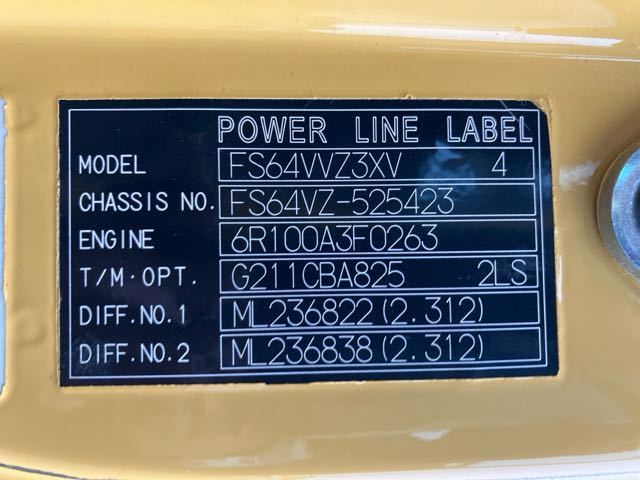 POWER LINE LABEL
MODEL FS64VVZ3XV 4
CHASSIS NO. FS64VZ-525423
ENGINE 6R100A3F0263
T/M·OPT. G211CBA825 2LS
DIFF.NO.1 ML236822(2.312)
DIFF.NO.2 ML236838(2.312)